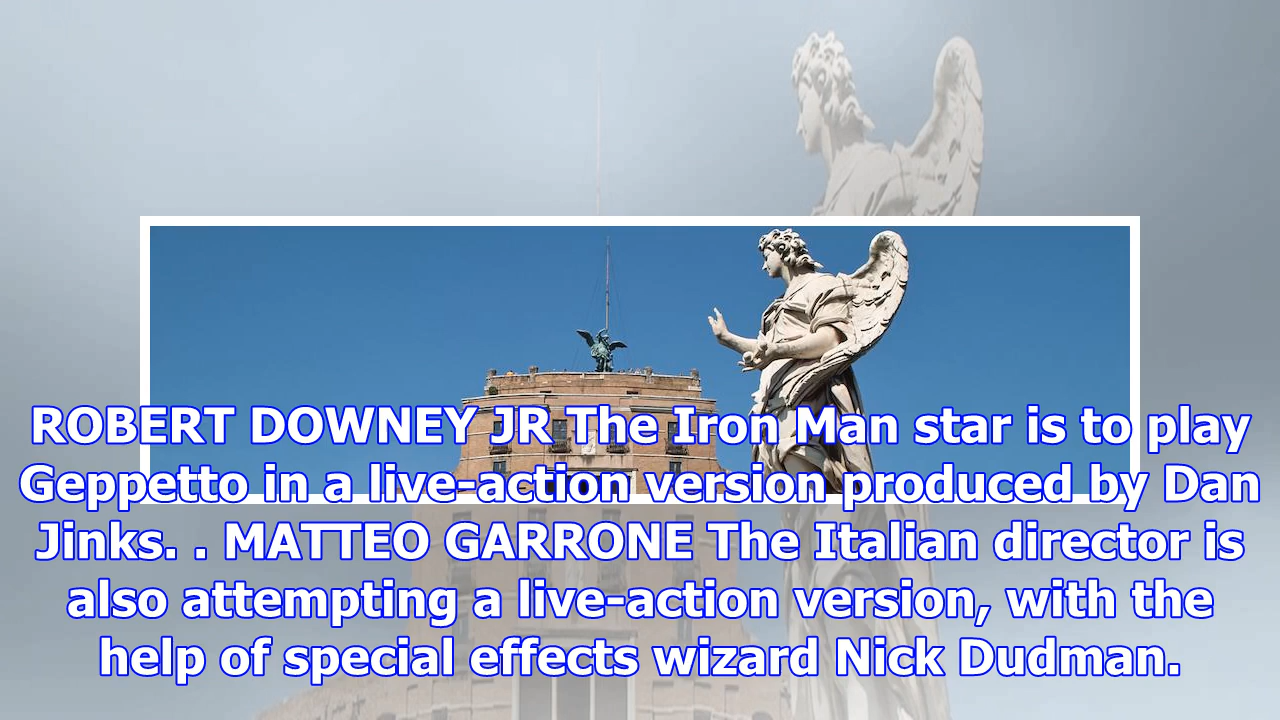 ROBERT DOWNEY JR The Iron Man star is to play
Geppetto in a live-action version produced by Dan
Jinks. . MATTEO GARRONE The Italian director is
also attempting a live-action version, with the
help of special effects wizard Nick Dudman.